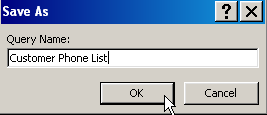 Save As
?
Query Name:
Customer Phone List
OK Cancel